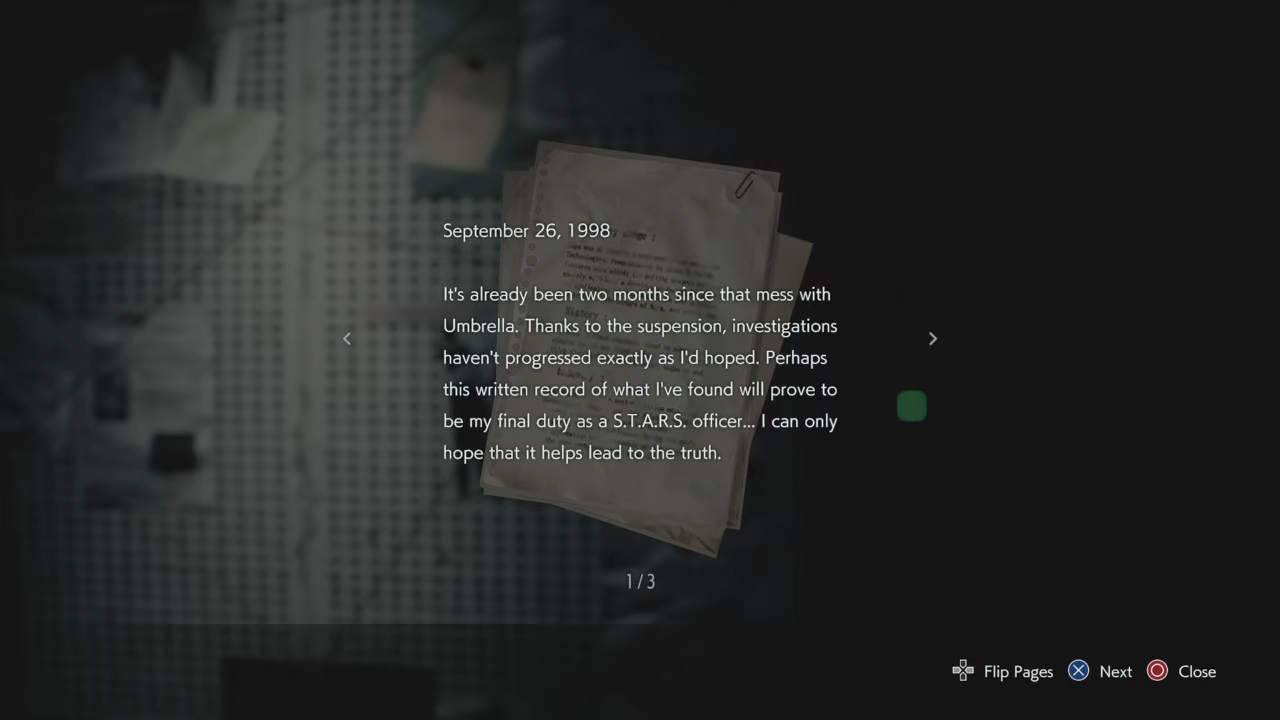 September 26, 1998
It's already been two months since that mess with
Umbrella. Thanks to the suspension, investigations
haven't progressed exactly as I'd hoped. Perhaps
this written record of what I've found will prove to
be my final duty as a S.T.A.R.S. officer... I can only
hope that it helps lead to the truth.
1/3
Flip Pages Next Close